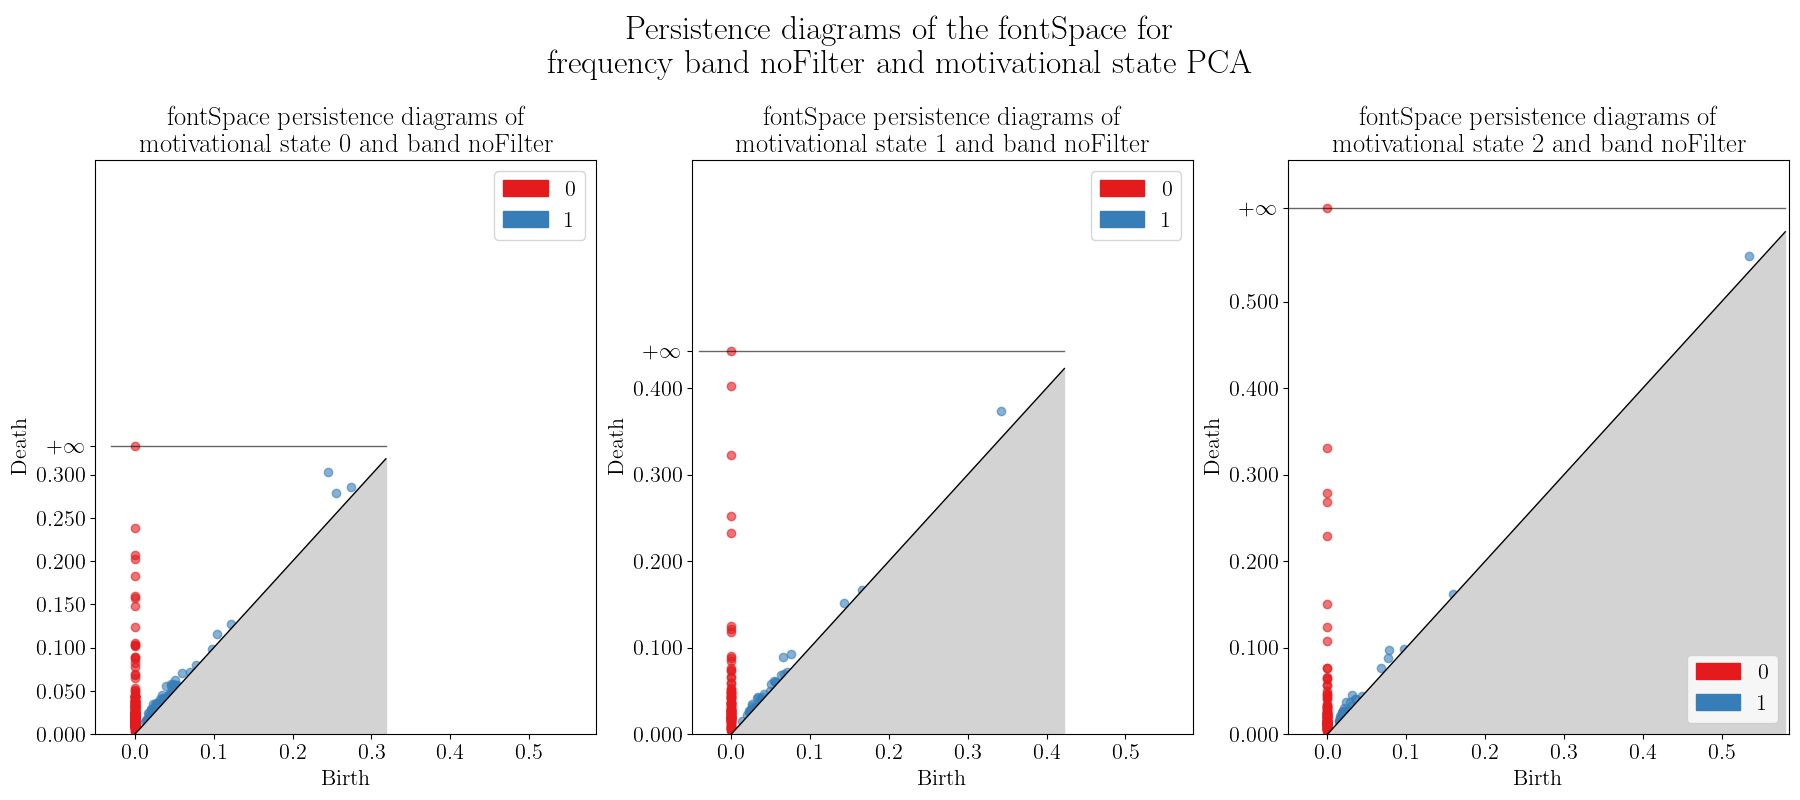 Persistence diagrams of the fontSpace for
frequency band noFilter and motivational state PCA
fontSpace persistence diagrams of
motivational state 0 and band noFilter
0
1
+∞
0.300
0.250
0.200
0.150
0.100
0.050
0.000
Death
0.0 0.1 0.2 0.3 0.4 0.5
Birth
fontSpace persistence diagrams of
motivational state 1 and band noFilter
0
1
+∞
0.400
0.300
0.200
0.100
0.000
Death
0.0 0.1 0.2 0.3 0.4 0.5
Birth
fontSpace persistence diagrams of
motivational state 2 and band noFilter
+∞
0.500
0.400
0.300
0.200
0.100
0.000
Death
0
1
0.0 0.1 0.2 0.3 0.4 0.5
Birth